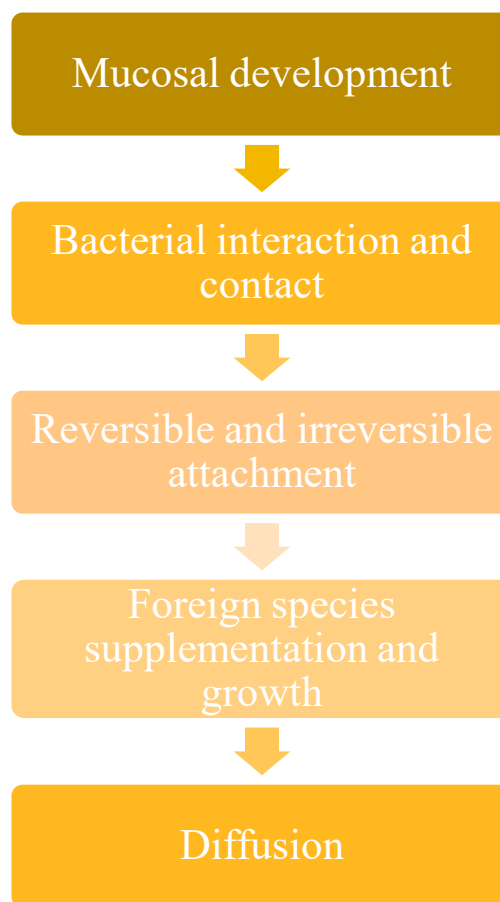 Mucosal development
Bacterial interaction and
contact
Reversible and irreversible
attachment
Foreign species
supplementation and
growth
Diffusion